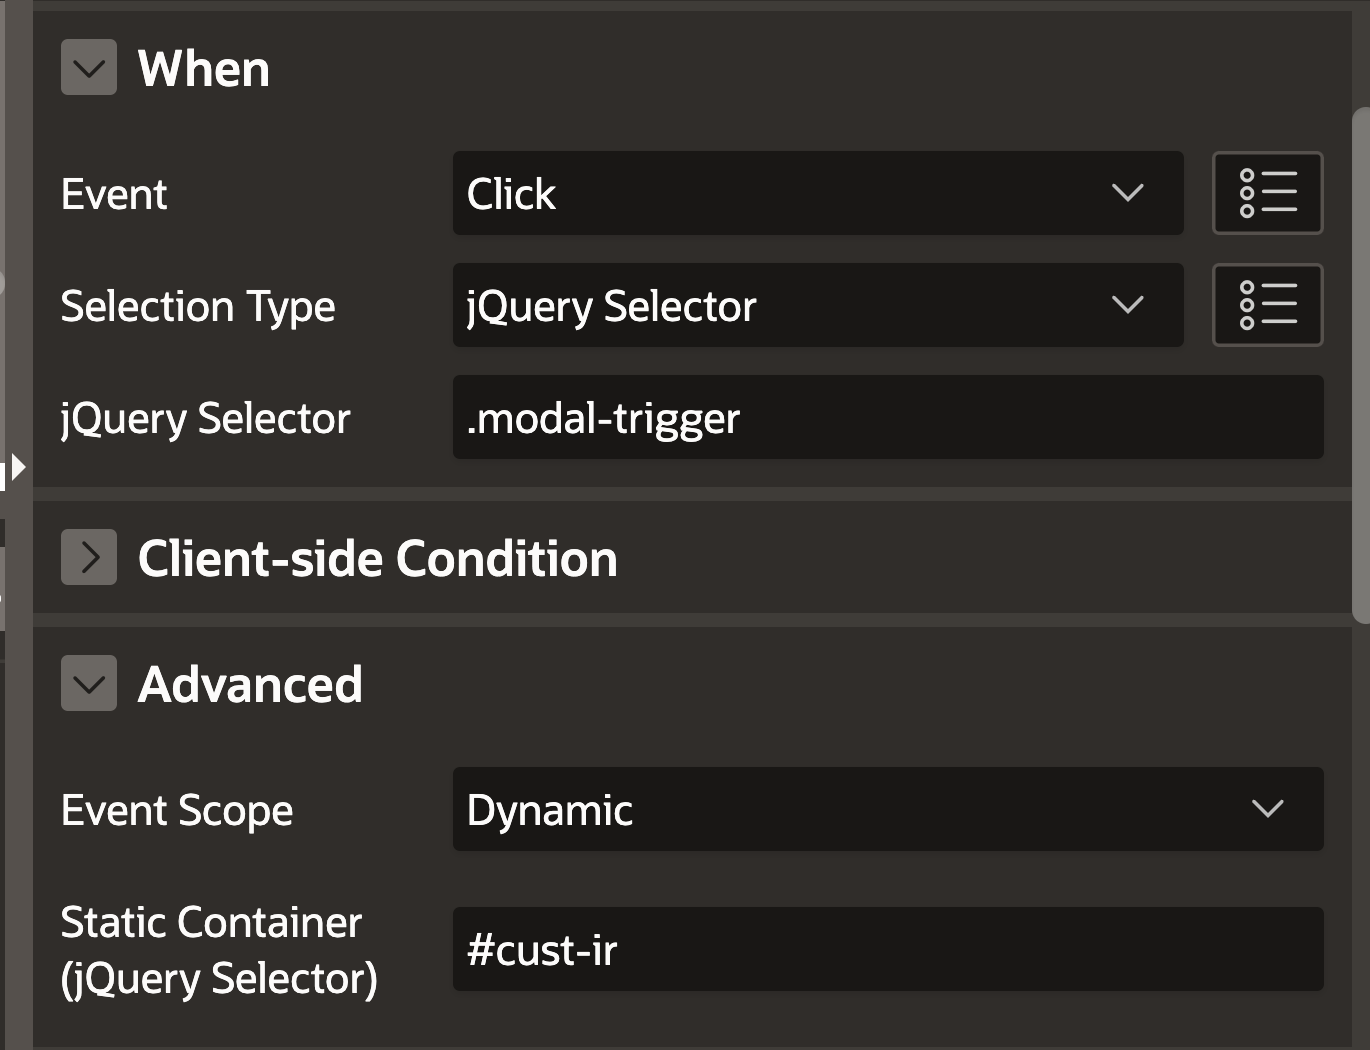 When
Event
Click
Selection Type
jQuery Selector
jQuery Selector
.modal-trigger
Client-side Condition
Advanced
Event Scope
Dynamic
Static Container
(jQuery Selector)
#cust-ir